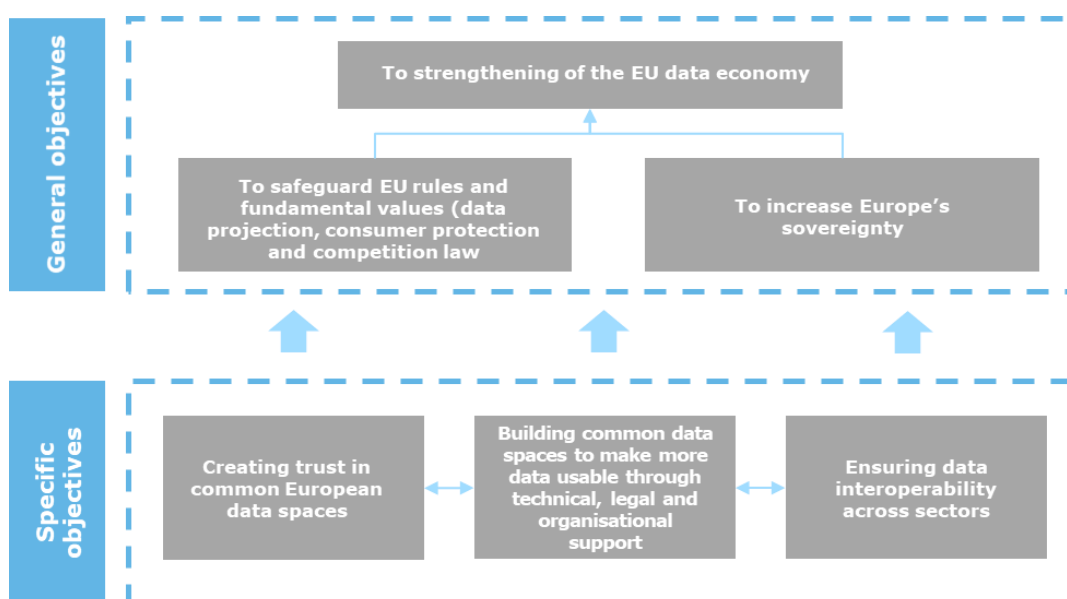 General objectives
To strengthening of the EU data economy
To safeguard EU rules and
fundamental values (data
projection, consumer protection
and competition law
To increase Europe's
sovereignty
Specific
objectives
Creating trust in
common European
data spaces
Building common data
spaces to make more
data usable through
technical, legal and
organisational
support
Ensuring data
interoperability
across sectors